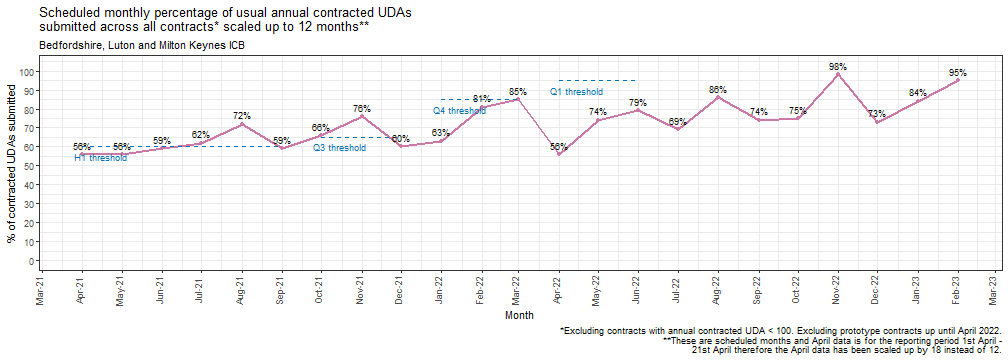 Scheduled monthly percentage of usual annual contracted UDAs
submitted across all contracts* scaled up to 12 months**
Bedfordshire, Luton and Milton Keynes ICB
% of contracted UDAs submitted
100
90
80
70
60
50
40
30
20
10
0
56% 56% 59% 62% 72% 59% 66% 76% 60% 63% 81% 85% 56% 74% 79% 69% 86% 74% 75% 98% 73% 84% 95%
H1 threshold
Q3 threshold
Q4 threshold
Q1 threshold
Mar-21 Apr-21 May-21 Jun-21 Jul-21 Aug-21 Sep-21 Oct-21 Nov-21 Dec-21 Jan-22 Feb-22 Mar-22 Apr-22 May-22 Jun-22 Jul-22 Aug-22 Sep-22 Oct-22 Nov-22 Dec-22 Jan-23 Feb-23 Mar-23
Month
*Excluding contracts with annual contracted UDA < 100. Excluding prototype contracts up until April 2022.
**These are scheduled months and April data is for the reporting period 1st April -
21st April therefore the April data has been scaled up by 18 instead of 12.